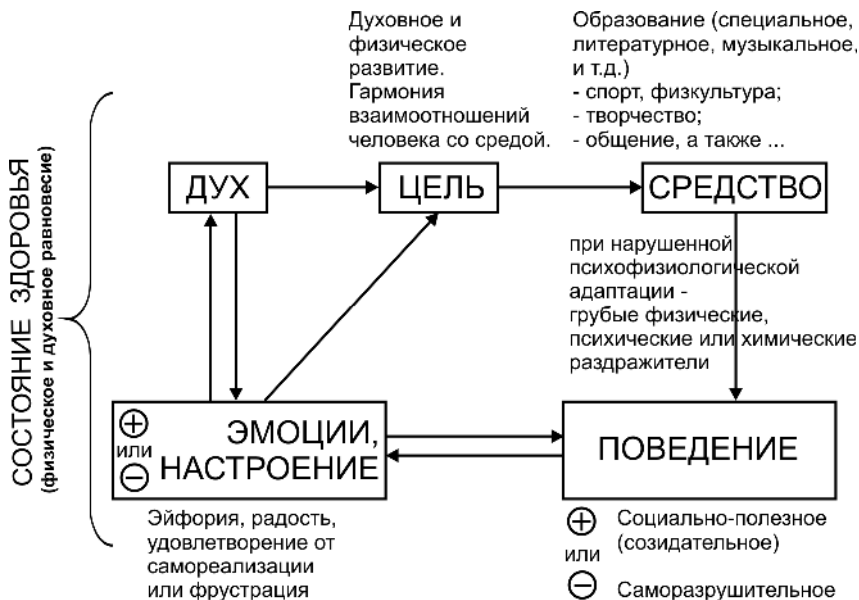 СОСТОЯНИЕ ЗДОРОВЬЯ
(физическое и духовное равновесие)
Духовное и
физическое
развитие.
Гармония
взаимоотношений
человека со средой.
Образование (специальное,
литературное, музыкальное,
и т.д.)
- спорт, физкультура;
- творчество;
- общение, а также ...
ДУХ
ЦЕЛЬ
СРЕДСТВО
при нарушенной
психофизиологической
адаптации -
грубые физические,
психические или химические
раздражители
+
или
−
ЭМОЦИИ,
НАСТРОЕНИЕ
ПОВЕДЕНИЕ
Эйфория, радость,
удовлетворение от
самореализации
или фрустрация
+
или
−
Социально-полезное
(созидательное)
Саморазрушительное